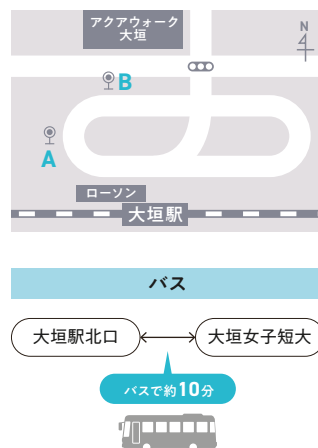 アクアウォーク
大垣
N
B
A
ローソン
大垣駅
バス
大垣駅北口
大垣女子短大
バスで約10分